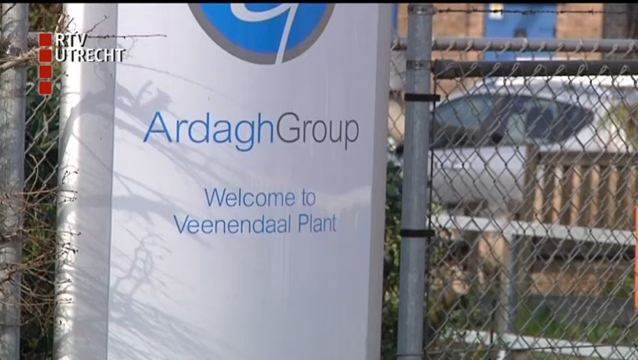 RTV
UTRECHT
ArdaghGroup
Welcome to
Veenendaal Plant